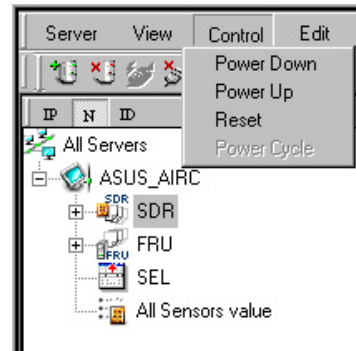 Server View Control Edit
Power Down
Power Up
Reset
Power Cycle
IP N ID
All Servers
ASUS_AIRC
SDR SDR
FRU FRU
SEL
All Sensors value